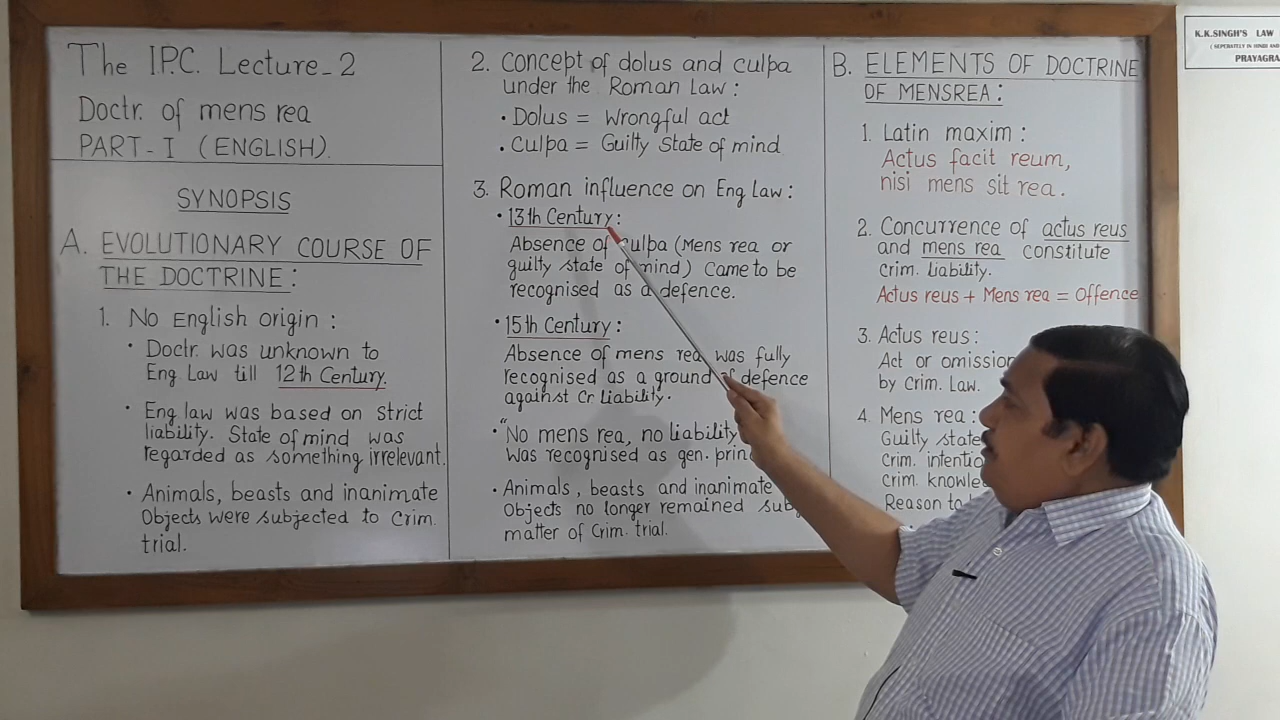 The I.P.C. Lecture-2
Doctr. of mens rea
PART-I (ENGLISH).
SYNOPSIS
A. EVOLUTIONARY COURSE OF
THE DOCTRINE:
1. No English origin:
• Doctr. was unknown to
Eng Law till 12th Century.
• Eng law was based on strict
liability. State of mind was
regarded as something irrelevant.
• Animals, beasts and inanimate
Objects were subjected to Crim.
trial.
2. Concept of dolus and culpa
under the Roman Law:
• Dolus = Wrongful act
• Culpa = Guilty State of mind
3. Roman influence on Eng Law:
• 13th Century:
Absence of culpa (Mens rea or
guilty state of mind) Came to be
recognised as a defence.
• 15th Century:
Absence of mens rea was fully
recognised as a ground of defence
against Cr Liability.
• "No mens rea, no liability
Was recognised as gen.
• Animals, beasts and inanimate
Objects no longer remained
matter of Crim. trial.
B. ELEMENTS OF DOCTRINE
OF MENSREA:
1. Latin maxim:
Actus facit reum,
nisi mens sit rea.
2. Concurrence of actus reus
and mens rea constitute
Crim. liability.
Actus reus + Mens rea = Offence
3. Actus reus:
Act or omission
by Crim. Law.
4. Mens rea:
Guilty state
Crim.
Crim.
Reason to
K.K.SINGH'S LAW
( SEPERATELY IN HINDI AND
PRAYAGRA